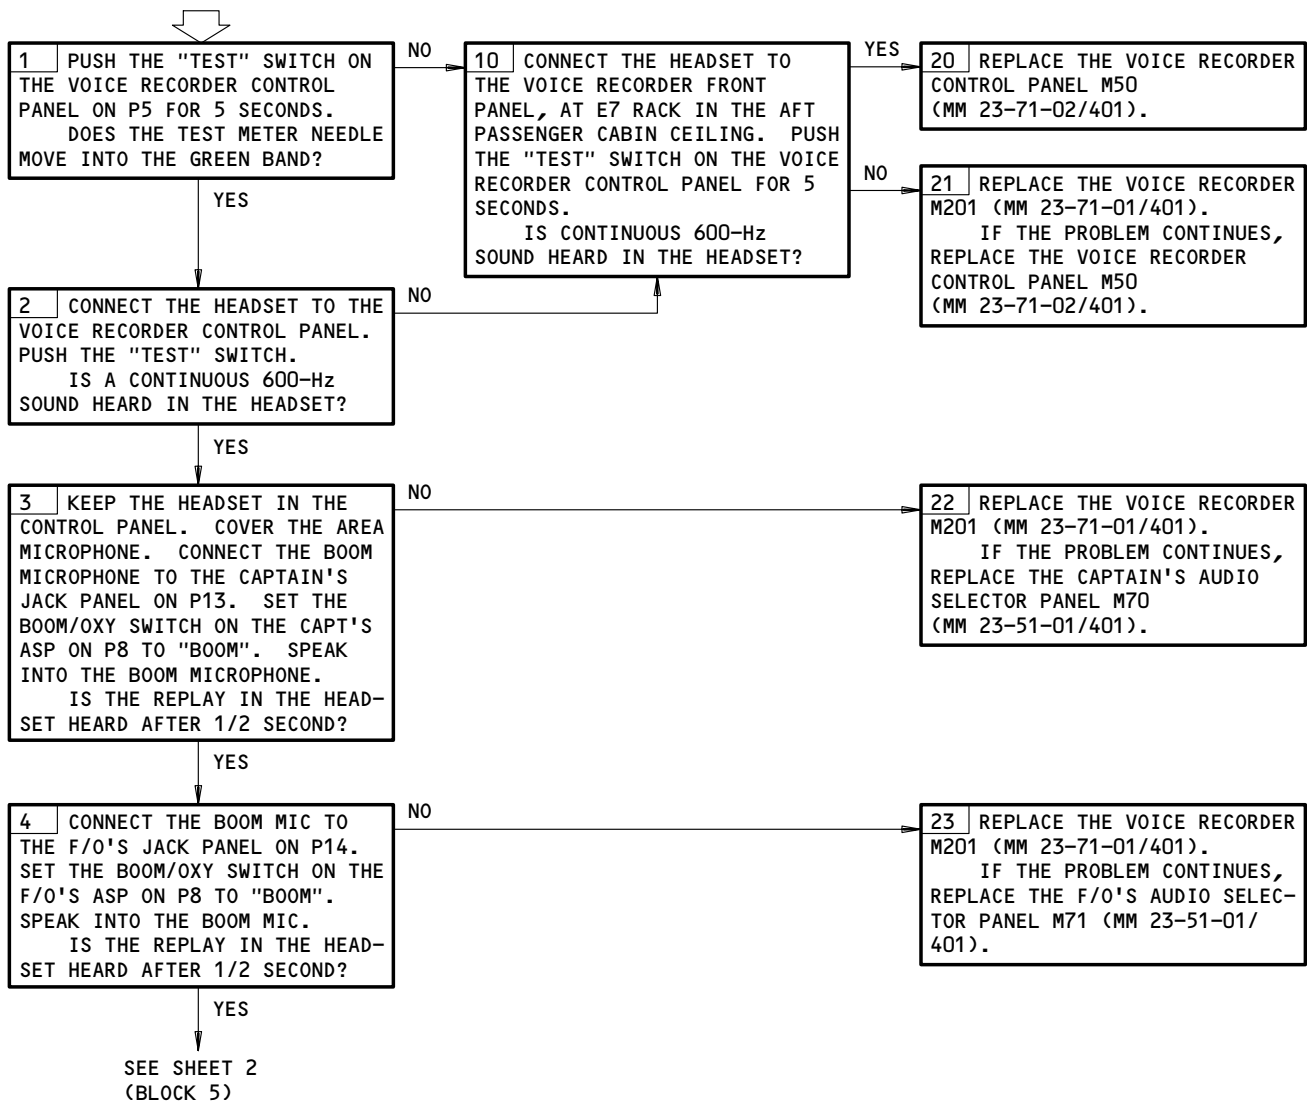 1 PUSH THE "TEST" SWITCH ON
THE VOICE RECORDER CONTROL
PANEL ON P5 FOR 5 SECONDS.
DOES THE TEST METER NEEDLE
MOVE INTO THE GREEN BAND?
NO
YES
10 CONNECT THE HEADSET TO
THE VOICE RECORDER FRONT
PANEL, AT E7 RACK IN THE AFT
PASSENGER CABIN CEILING. PUSH
THE "TEST" SWITCH ON THE VOICE
RECORDER CONTROL PANEL FOR 5
SECONDS.
IS CONTINUOUS 600-Hz
SOUND HEARD IN THE HEADSET?
YES
NO
20 REPLACE THE VOICE RECORDER
CONTROL PANEL M50
(MM 23-71-02/401).
21 REPLACE THE VOICE RECORDER
M201 (MM 23-71-01/401).
IF THE PROBLEM CONTINUES,
REPLACE THE VOICE RECORDER
CONTROL PANEL M50
(MM 23-71-02/401).
2 CONNECT THE HEADSET TO THE
VOICE RECORDER CONTROL PANEL.
PUSH THE "TEST" SWITCH.
IS A CONTINUOUS 600-Hz
SOUND HEARD IN THE HEADSET?
NO
YES
3 KEEP THE HEADSET IN THE
CONTROL PANEL. COVER THE AREA
MICROPHONE. CONNECT THE BOOM
MICROPHONE TO THE CAPTAIN'S
JACK PANEL ON P13. SET THE
BOOM/OXY SWITCH ON THE CAPT'S
ASP ON P8 TO "BOOM". SPEAK
INTO THE BOOM MICROPHONE.
IS THE REPLAY IN THE HEAD-
SET HEARD AFTER 1/2 SECOND?
NO
YES
22 REPLACE THE VOICE RECORDER
M201 (MM 23-71-01/401).
IF THE PROBLEM CONTINUES,
REPLACE THE CAPTAIN'S AUDIO
SELECTOR PANEL M70
(MM 23-51-01/401).
4 CONNECT THE BOOM MIC TO
THE F/O'S JACK PANEL ON P14.
SET THE BOOM/OXY SWITCH ON THE
F/O'S ASP ON P8 TO "BOOM".
SPEAK INTO THE BOOM MIC.
IS THE REPLAY IN THE HEAD-
SET HEARD AFTER 1/2 SECOND?
NO
YES
23 REPLACE THE VOICE RECORDER
M201 (MM 23-71-01/401).
IF THE PROBLEM CONTINUES,
REPLACE THE F/O'S AUDIO SELEC-
TOR PANEL M71 (MM 23-51-01/
401).
SEE SHEET 2
(BLOCK 5)